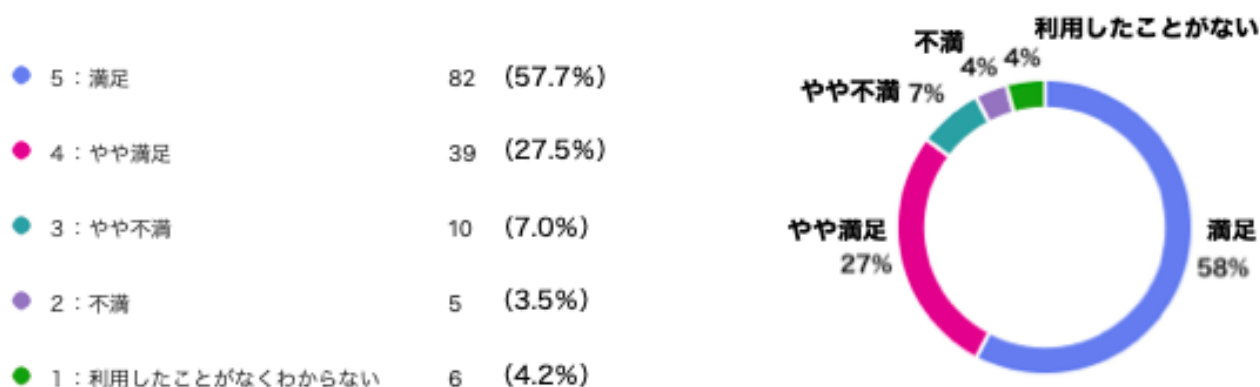 5：満足 82 (57.7%)
4：やや満足 39 (27.5%)
3：やや不満 10 (7.0%)
2：不満 5 (3.5%)
1：利用したことがなくわからない 6 (4.2%)
利用したことがない
4%
不満
4%
やや不満 7%
やや満足
27%
満足
58%